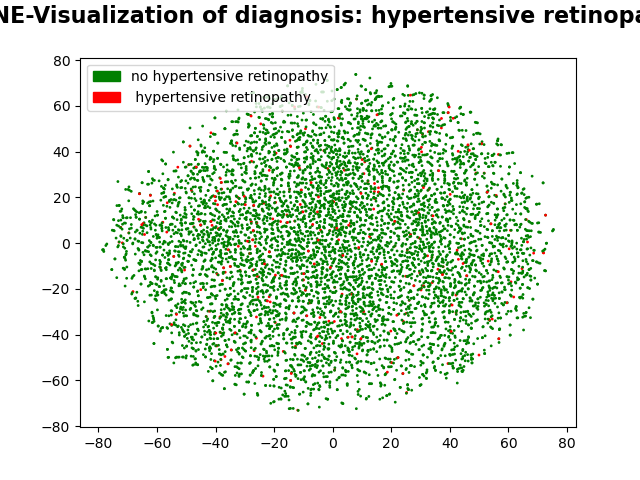 NE-Visualization of diagnosis: hypertensive retinopa
no hypertensive retinopathy
hypertensive retinopathy
80
60
40
20
0
−20
−40
−60
−80
−80 −60 −40 −20 0 20 40 60 80